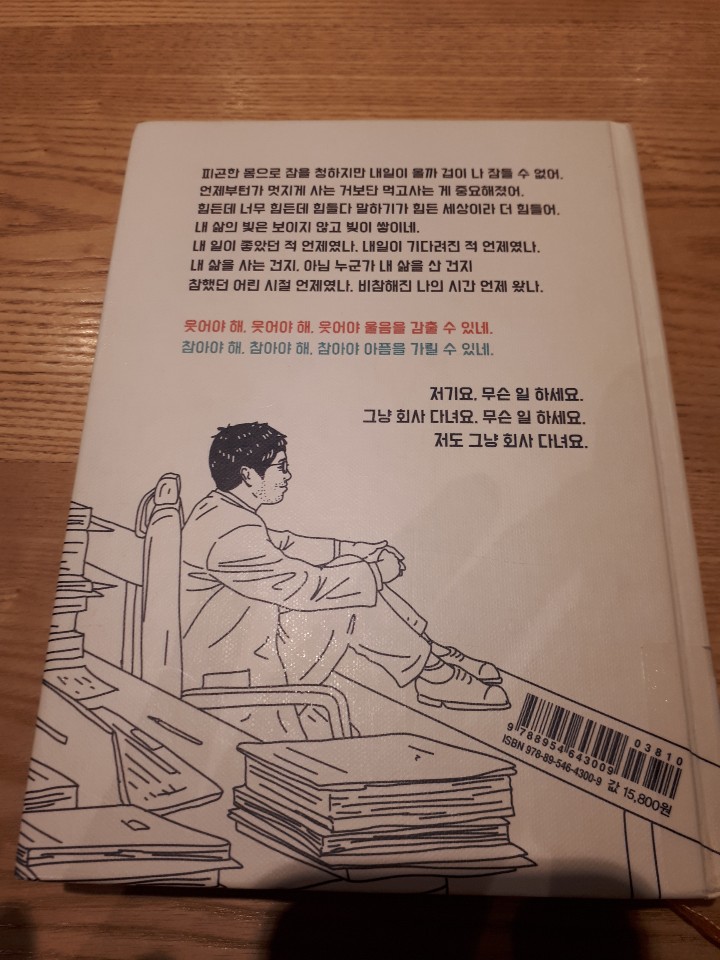 피곤한 몸으로 잠을 청하지만 내일이 올까 겁이 나 잠들 수 없어.
언제부턴가 멋지게 사는 거보단 먹고사는 게 중요해졌어.
힘든데 너무 힘든데 힘들다 말하기가 힘든 세상이라 더 힘들어.
내 삶의 빛은 보이지 않고 빚이 쌓이네.
내 일이 좋았던 적 언제였나. 내일이 기다려진 적 언제였나.
내 삶을 사는 건지. 아님 누군가 내 삶을 산 건지
참했던 어린 시절 언제였나. 비참해진 나의 시간 언제 왔나.
웃어야 해. 웃어야 해. 웃어야 울음을 감출 수 있네.
참아야 해. 참아야 해. 참아야 아픔을 가릴 수 있네.
저기요. 무슨 일 하세요.
그냥 회사 다녀요. 무슨 일 하세요.
저도 그냥 회사 다녀요.
03810
9 788954 643009
ISBN 978-89-546-4300-9 값 15,800원